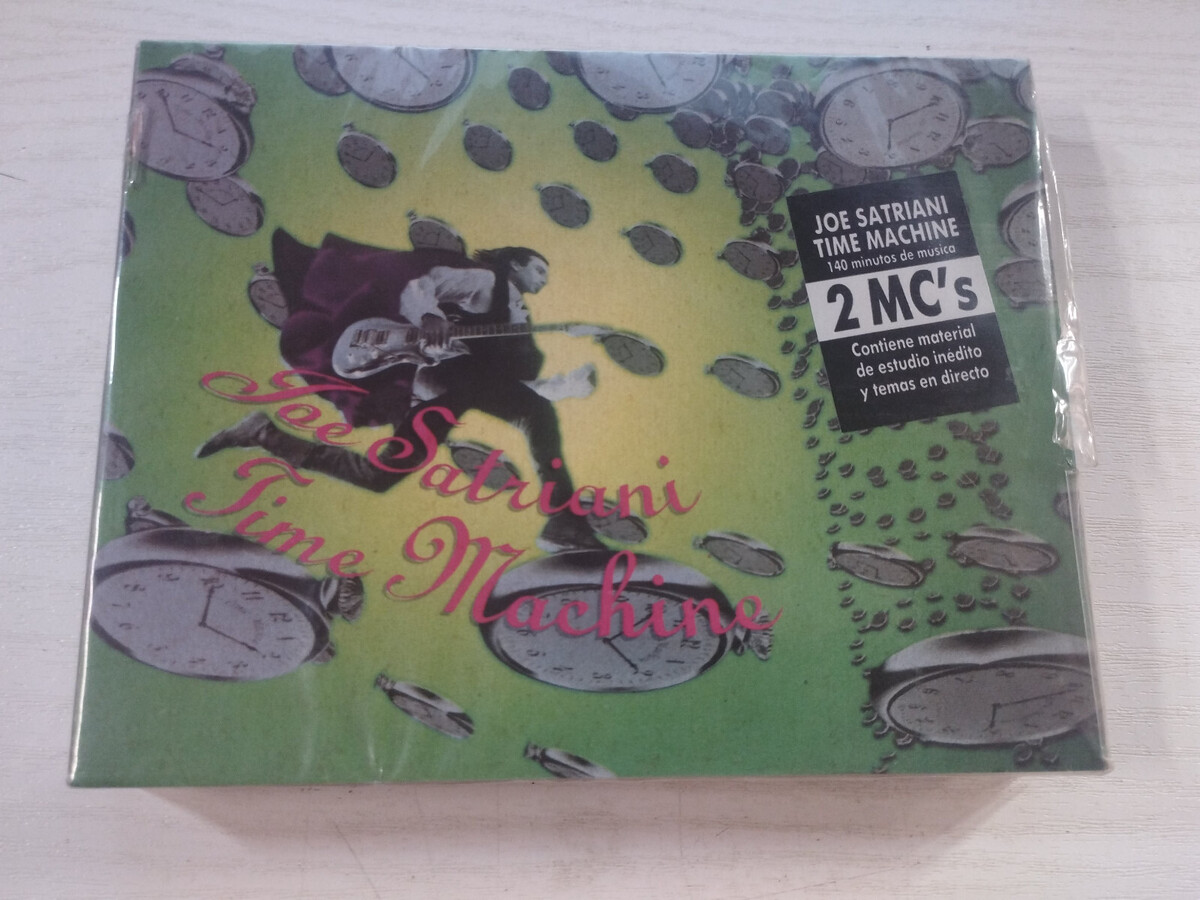 JOE SATRIANI
TIME MACHINE
140 minutos de musica
2 MC's
Contiene material
de estudio inédito
y temas en directo
Joe Satriani
Time Machine